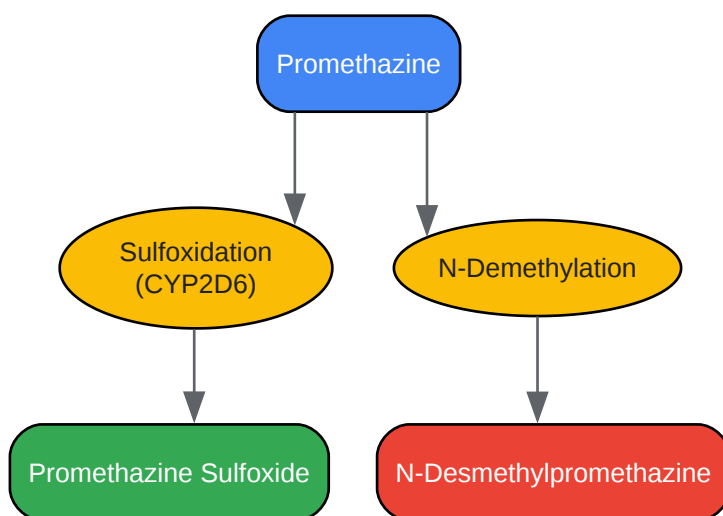 Promethazine
Sulfoxidation
(CYP2D6)
N-Demethylation
Promethazine Sulfoxide
N-Desmethylpromethazine